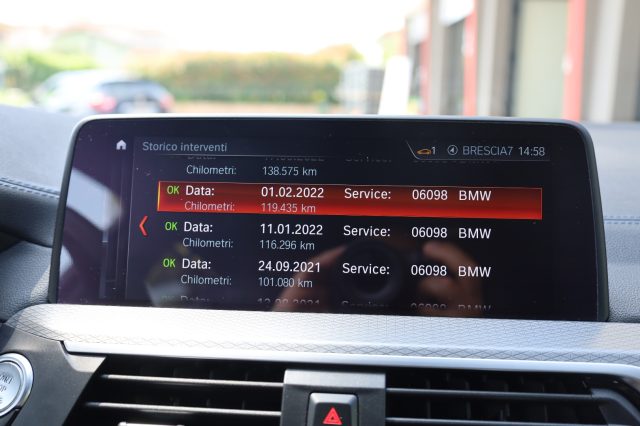 Storico interventi
1
BRESCIA7 14:58
138.575 km
OK Data: 01.02.2022 Service: 06098 BMW
Chilometri: 119.435 km
OK Data: 11.01.2022 Service: 06098 BMW
Chilometri: 116.296 km
OK Data: 24.09.2021 Service: 06098 BMW
Chilometri: 101.080 km